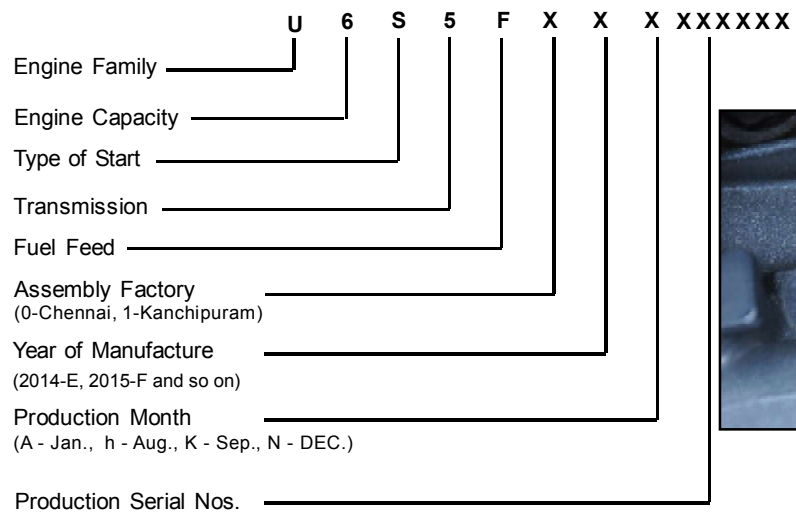 U 6 S 5 F X X X XXXXXX
Engine Family
Engine Capacity
Type of Start
Transmission
Fuel Feed
Assembly Factory
(0-Chennai, 1-Kanchipuram)
Year of Manufacture
(2014-E, 2015-F and so on)
Production Month
(A - Jan., h - Aug., K - Sep., N - DEC.)
Production Serial Nos.